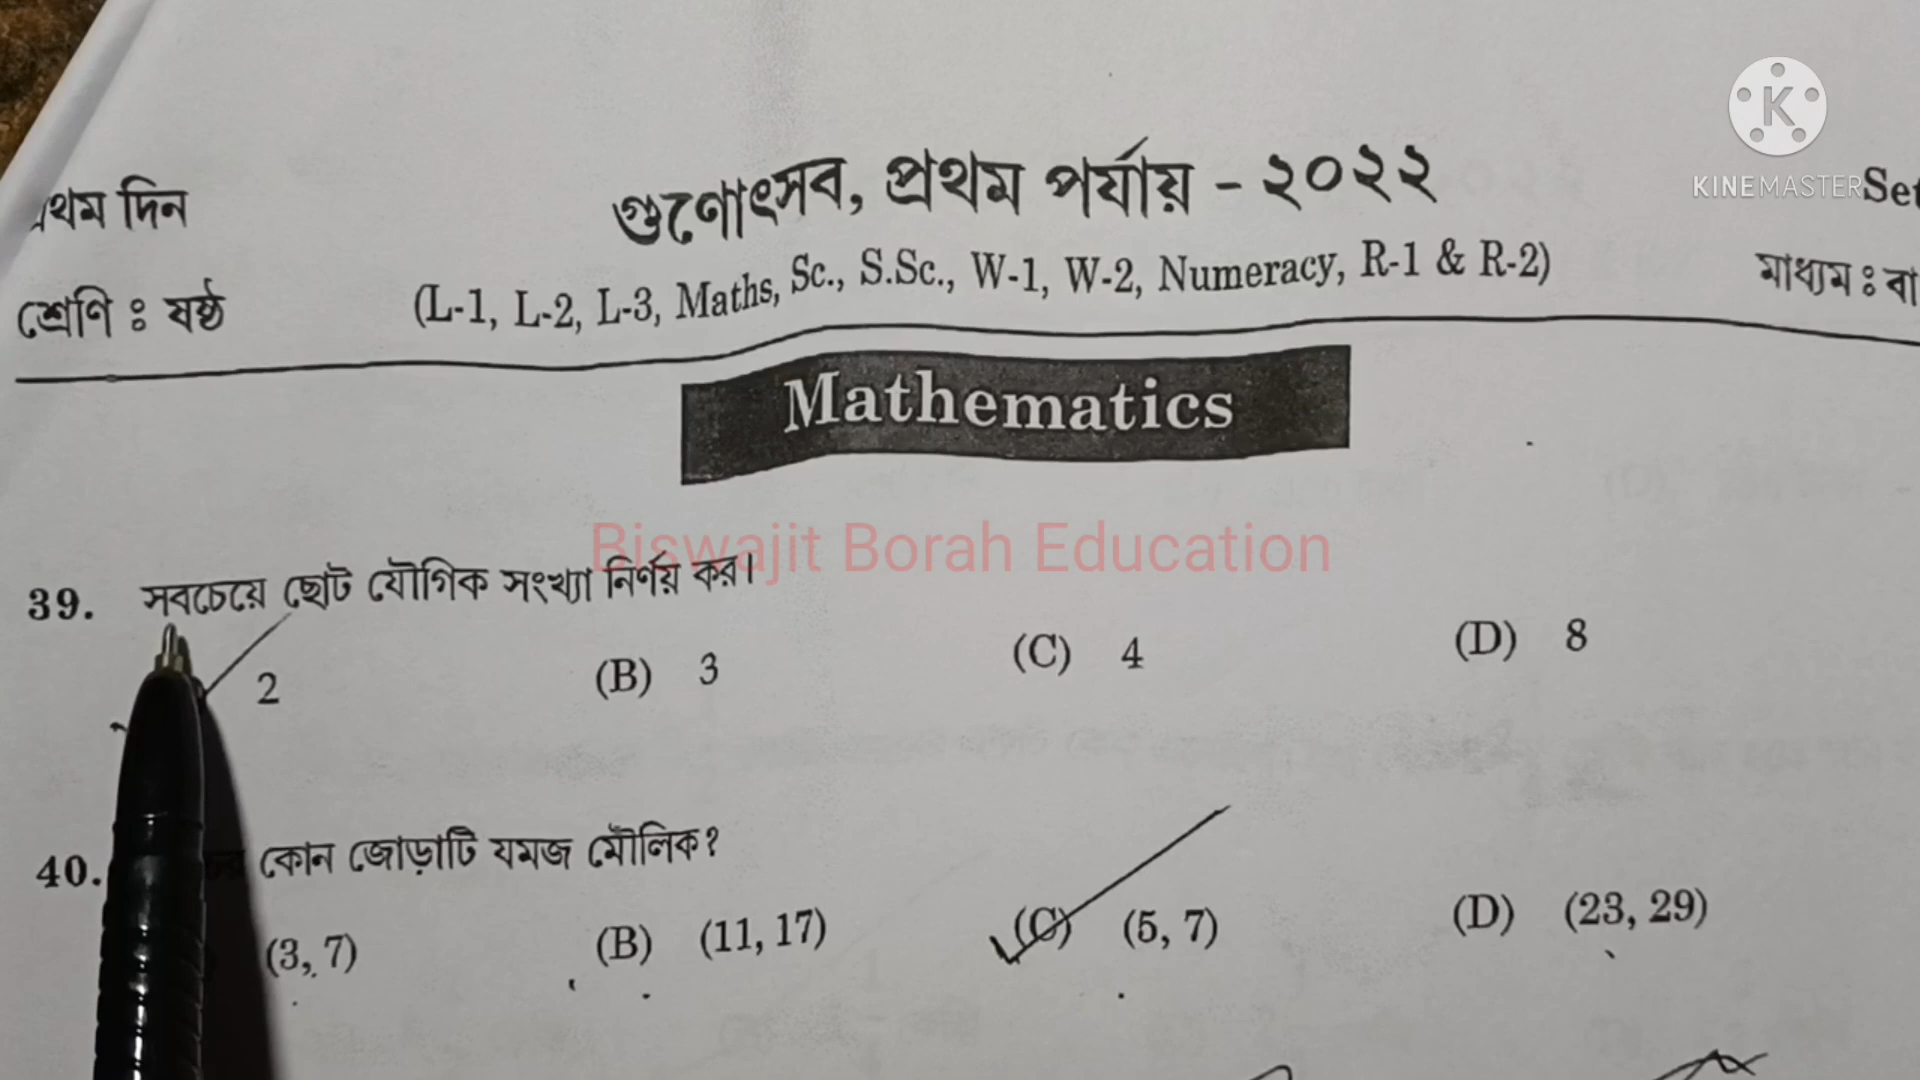 প্রথম দিন
গুণোৎসব, প্রথম পর্যায় - ২০২২
KINEMASTER
Set
শ্রেণি ঃ ষষ্ঠ
(L-1, L-2, L-3, Maths, Sc., S.Sc., W-1, W-2, Numeracy, R-1 & R-2)
মাধ্যম ঃ বা
Mathematics
Biswajit Borah Education
39. সবচেয়ে ছোট যৌগিক সংখ্যা নির্ণয় কর।
2 (B) 3 (C) 4 (D) 8
40. কোন জোড়াটি যমজ মৌলিক?
(3, 7) (B) (11, 17) (C) (5, 7) (D) (23, 29)